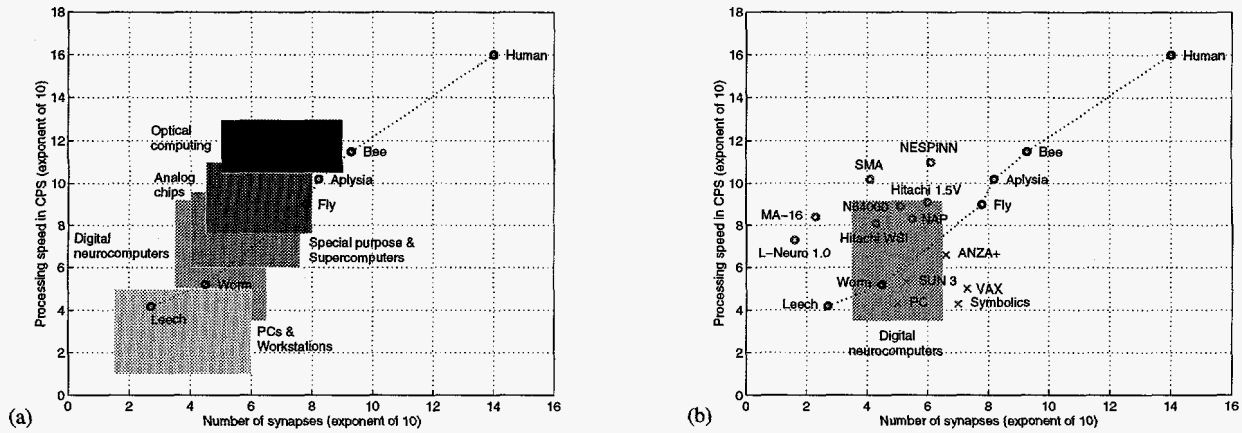 18
16
14
12
10
8
6
4
2
0
Processing speed in CPS (exponent of 10)
Human
Optical
computing
Bee
Analog
chips
Aplysia
Fly
Digital
neurocomputers
Special purpose &
Supercomputers
Worm
Leech
PCs &
Workstations
0 2 4 6 8 10 12 14 16
Number of synapses (exponent of 10)
(a)
18
16
14
12
10
8
6
4
2
0
Processing speed in CPS (exponent of 10)
Human
NESPINN
Bee
SMA
Aplysia
Hitachi 1.5V
N64000
Fly
MA-16
NAP
Hitachi WSI
L-Neuro 1.0
ANZA+
Worm
SUN 3
VAX
Leech
PC
Symbolics
Digital
neurocomputers
0 2 4 6 8 10 12 14 16
Number of synapses (exponent of 10)
(b)